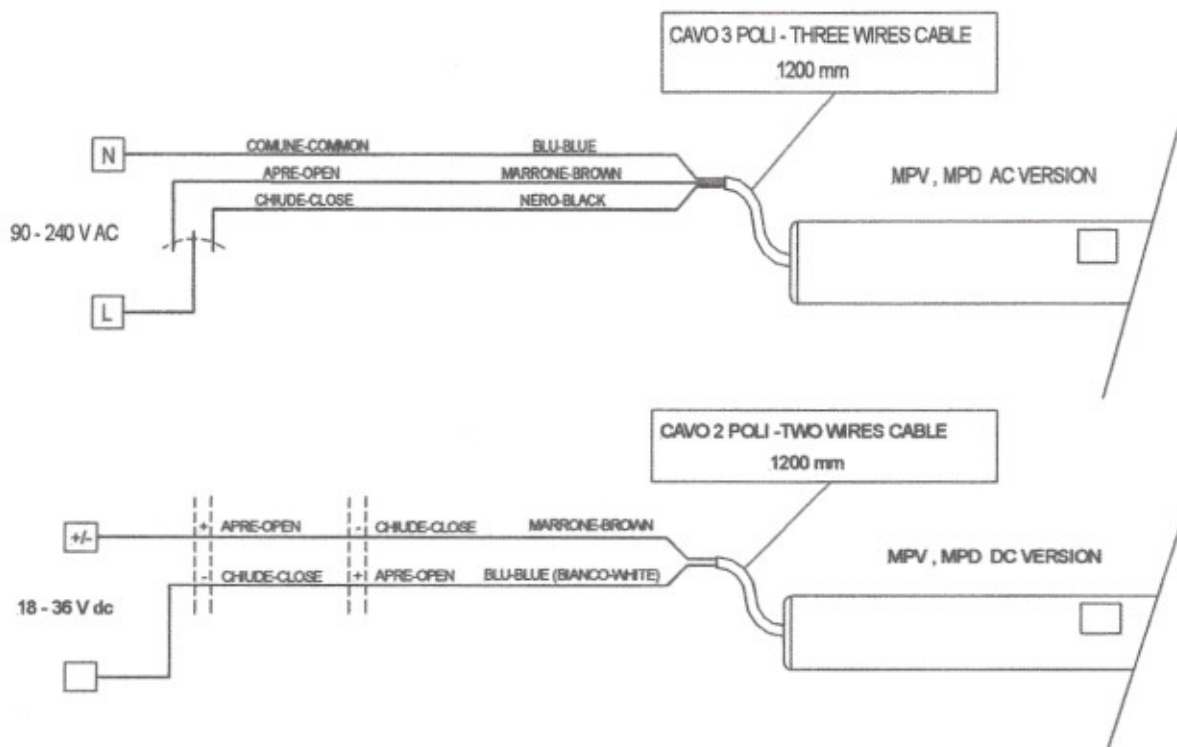 CAVO 3 POLI - THREE WIRES CABLE
1200 mm
N
COMUNE-COMMON
BLU-BLUE
APRE-OPEN
MARRONE-BROWN
MPV , MPD AC VERSION
CHIUDE-CLOSE
NERO-BLACK
90 - 240 V AC
L
CAVO 2 POLI -TWO WIRES CABLE
1200 mm
+/-
+ APRE-OPEN
- CHIUDE-CLOSE
MARRONE-BROWN
MPV , MPD DC VERSION
- CHIUDE-CLOSE
+ APRE-OPEN
BLU-BLUE (BIANCO-WHITE)
18 - 36 V dc